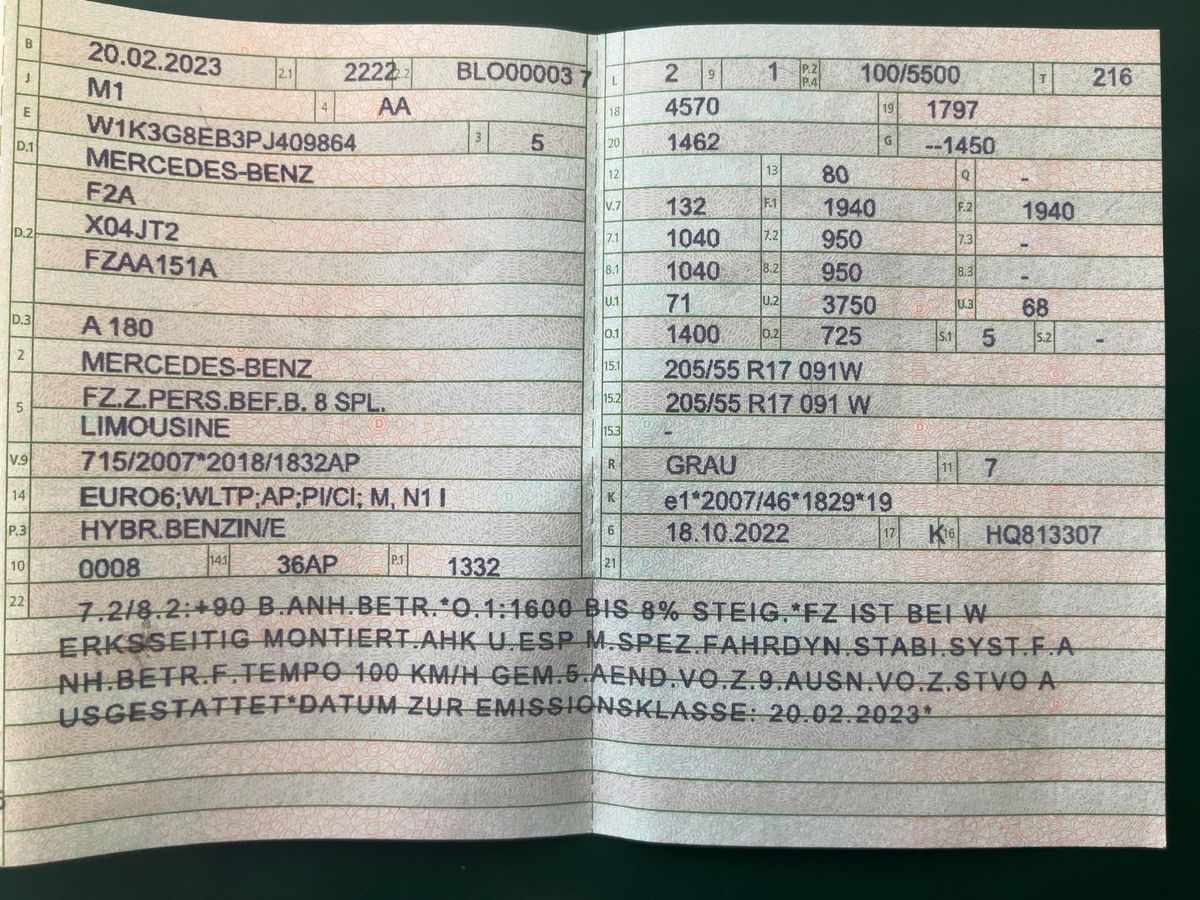 B 20.02.2023 2.1 2222 2.2 BLO00003 7
J M1 4 AA
E W1K3G8EB3PJ409864 3 5
D.1 MERCEDES-BENZ
D.2 F2A
X04JT2
FZAA151A
D.3 A 180
2 MERCEDES-BENZ
5 FZ.Z.PERS.BEF.B. 8 SPL.
LIMOUSINE
V.9 715/2007*2018/1832AP
14 EURO6;WLTP;AP;PI/CI; M, N1 I
P.3 HYBR.BENZIN/E
10 0008 14.1 36AP P.1 1332
L 2 9 1 P.2 P.4 100/5500 T 216
18 4570 19 1797
20 1462 G --1450
12 13 80 Q -
V.7 132 F.1 1940 F.2 1940
7.1 1040 7.2 950 7.3 -
8.1 1040 8.2 950 8.3 -
U.1 71 U.2 3750 U.3 68
O.1 1400 O.2 725 S.1 5 S.2 -
15.1 205/55 R17 091W
15.2 205/55 R17 091 W
15.3 -
R GRAU 11 7
K e1*2007/46*1829*19
6 18.10.2022 17 K 16 HQ813307
21
22 7.2/8.2:+90 B.ANH.BETR.*O.1:1600 BIS 8% STEIG.*FZ IST BEI W
ERKSSEITIG MONTIERT.AHK U.ESP M.SPEZ.FAHRDYN.STABI.SYST.F.A
NH.BETR.F.TEMPO 100 KM/H GEM.5.AEND.VO.Z.9.AUSN.VO.Z.STVO A
USGESTATTET*DATUM ZUR EMISSIONSKLASSE: 20.02.2023*